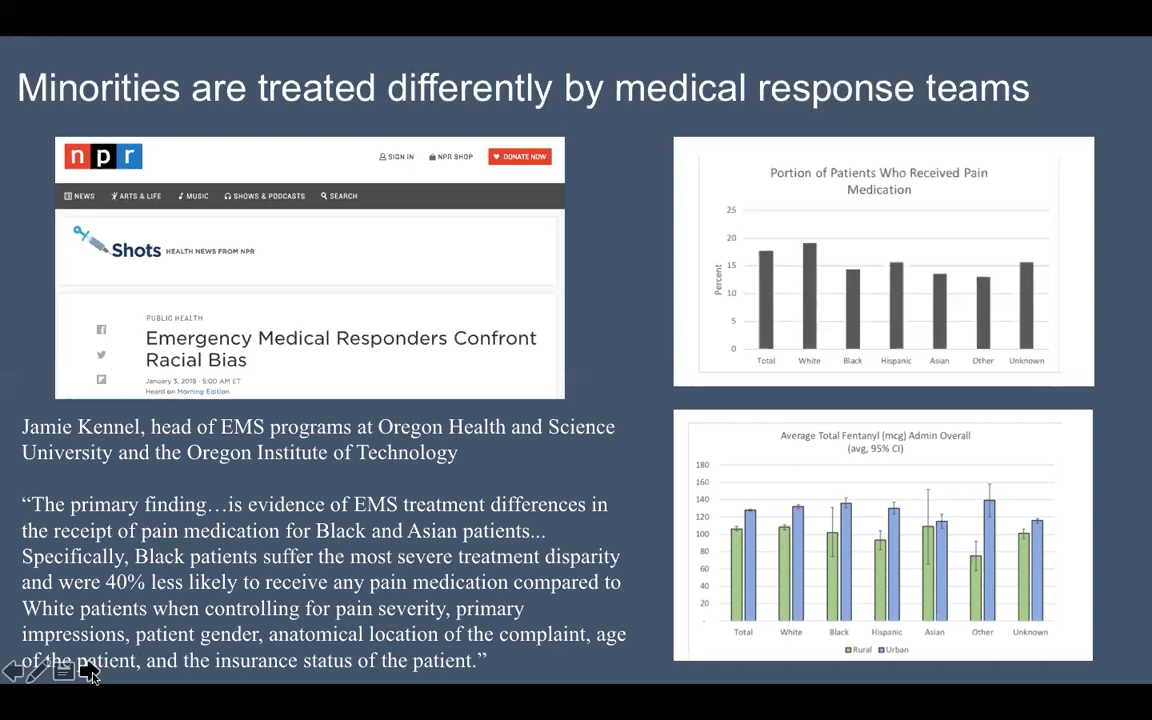 Minorities are treated differently by medical response teams
npr
SIGN IN
NPR SHOP
DONATE NOW
NEWS
ARTS & LIFE
MUSIC
SHOWS & PODCASTS
SEARCH
Shots
HEALTH NEWS FROM NPR
PUBLIC HEALTH
Emergency Medical Responders Confront
Racial Bias
January 3, 2019 · 5:00 AM ET
Heard on Morning Edition
Jamie Kennel, head of EMS programs at Oregon Health and Science
University and the Oregon Institute of Technology
“The primary finding…is evidence of EMS treatment differences in
the receipt of pain medication for Black and Asian patients...
Specifically, Black patients suffer the most severe treatment disparity
and were 40% less likely to receive any pain medication compared to
White patients when controlling for pain severity, primary
impressions, patient gender, anatomical location of the complaint, age
of the patient, and the insurance status of the patient.”
Portion of Patients Who Received Pain
Medication
Percent
25
20
15
10
5
0
Total White Black Hispanic Asian Other Unknown
Average Total Fentanyl (mcg) Admin Overall
(avg, 95% CI)
180
160
140
120
100
80
60
40
20
-
Total White Black Hispanic Asian Other Unknown
Rural Urban